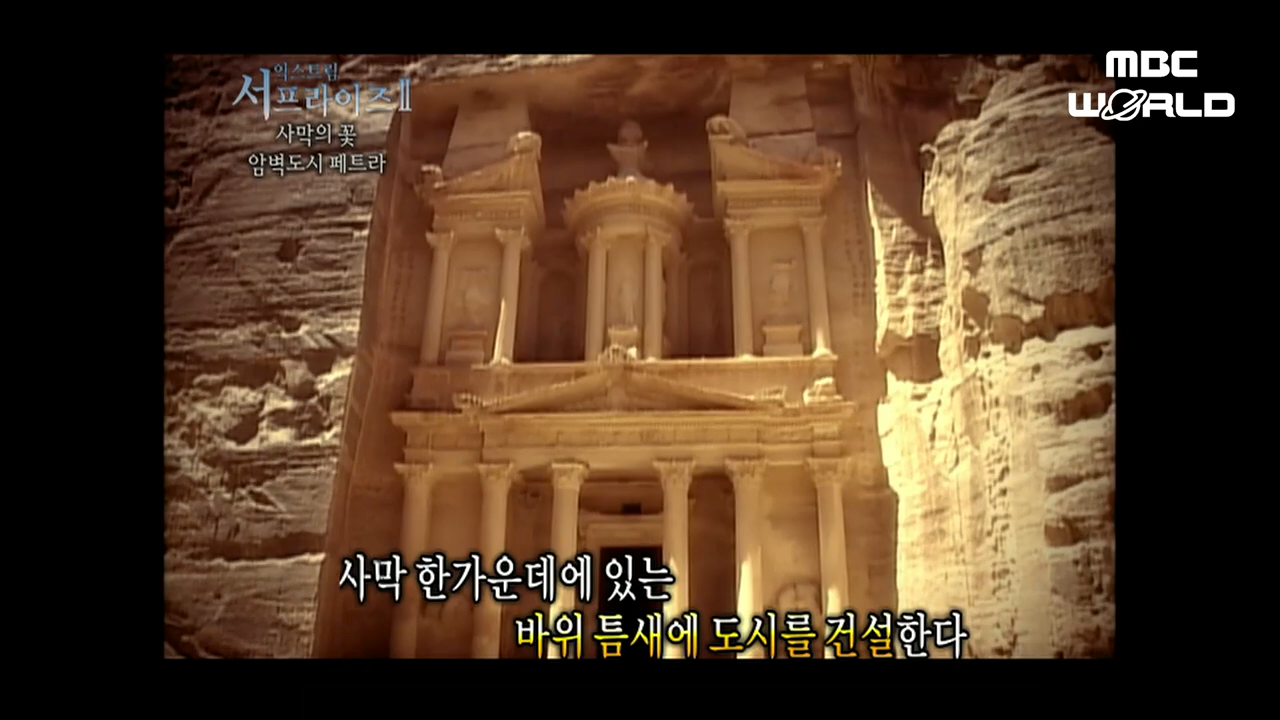 익스트림
서프라이즈 II
사막의 꽃
암벽도시 페트라
MBC
WORLD
사막 한가운데에 있는
바위 틈새에 도시를 건설한다